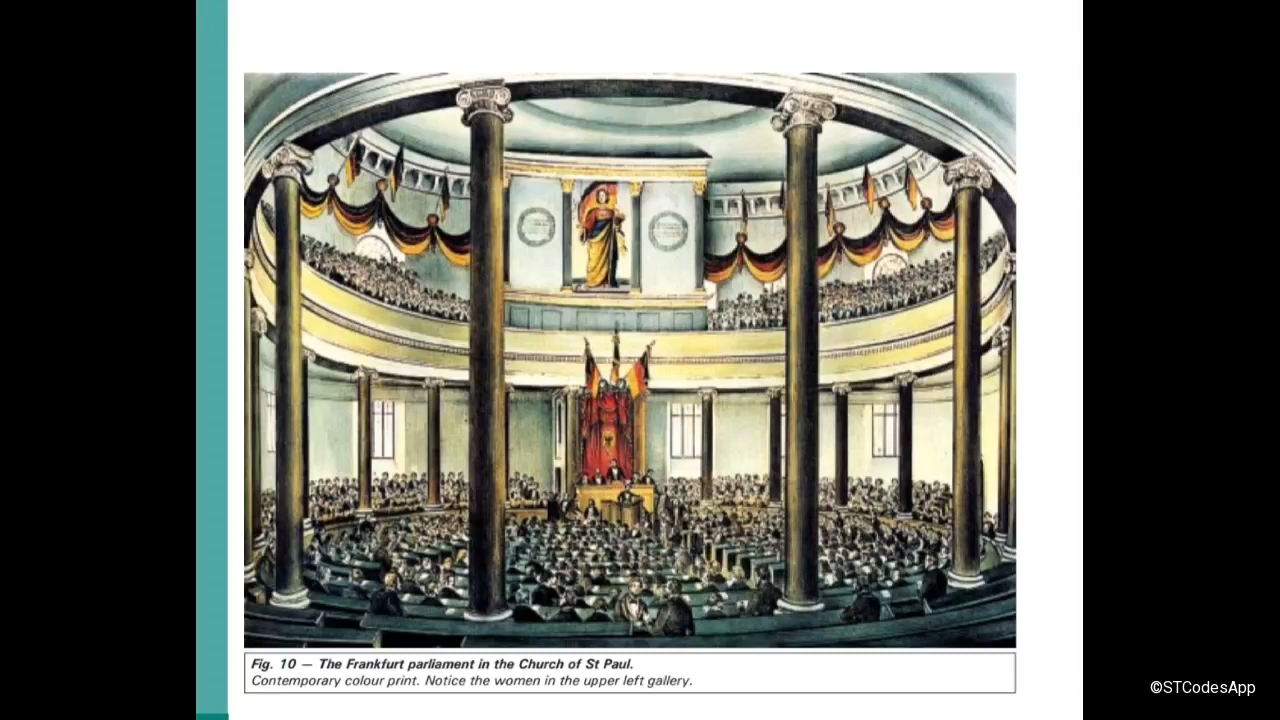 Fig. 10 — The Frankfurt parliament in the Church of St Paul.
Contemporary colour print. Notice the women in the upper left gallery.
©STCodesApp